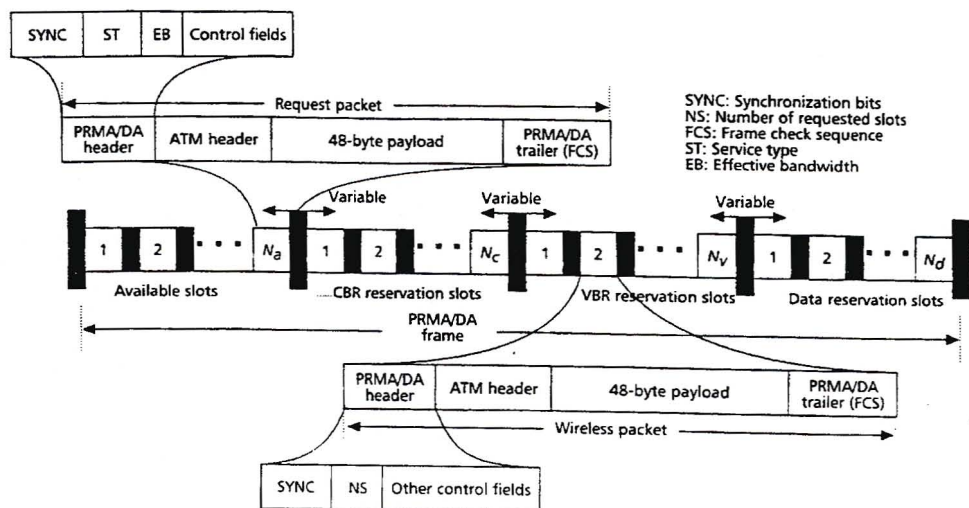 SYNC ST EB Control fields
Request packet
PRMA/DA header ATM header 48-byte payload PRMA/DA trailer (FCS)
SYNC: Synchronization bits
NS: Number of requested slots
FCS: Frame check sequence
ST: Service type
EB: Effective bandwidth
Variable Variable Variable
1 2 Na 1 2 Nc 1 2 Nv 1 2 Nd
Available slots CBR reservation slots VBR reservation slots Data reservation slots
PRMA/DA
frame
PRMA/DA header ATM header 48-byte payload PRMA/DA trailer (FCS)
Wireless packet
SYNC NS Other control fields